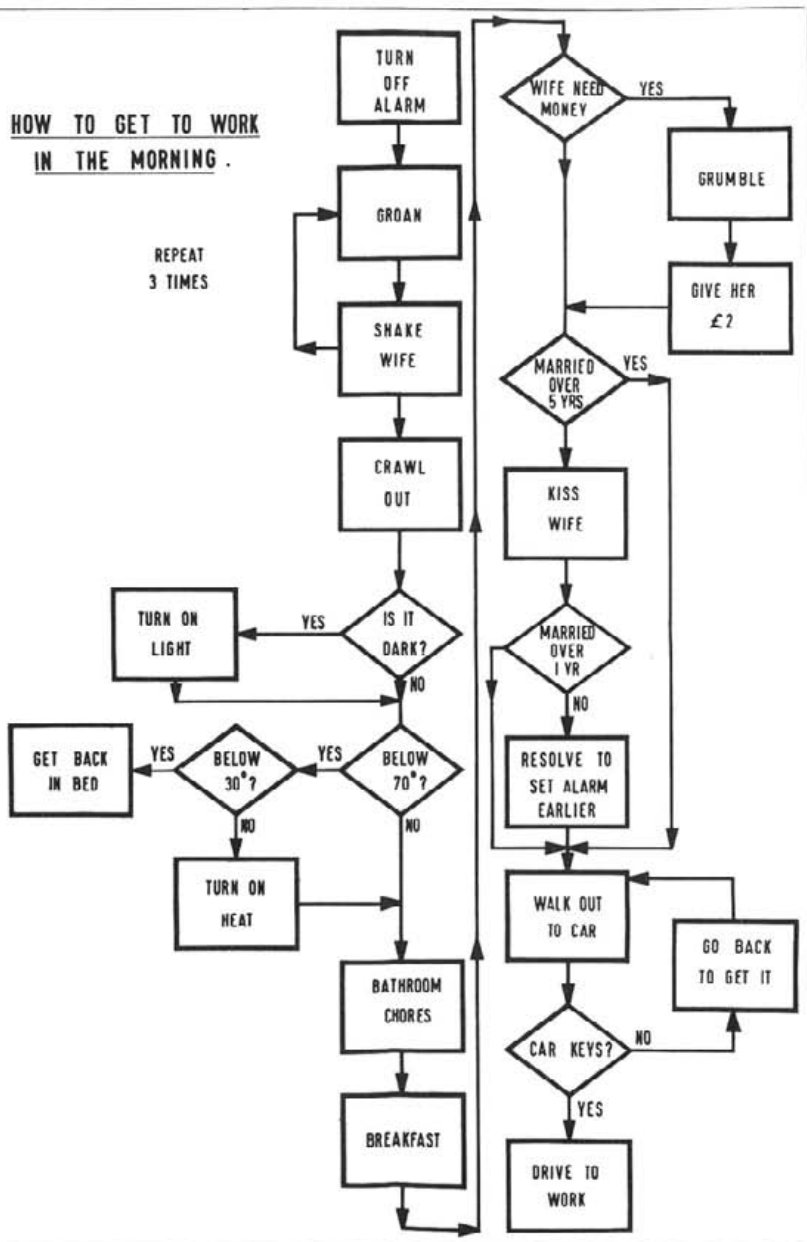 HOW TO GET TO WORK
IN THE MORNING.
TURN
OFF
ALARM
GROAN
REPEAT
3 TIMES
SHAKE
WIFE
CRAWL
OUT
IS IT
DARK?
YES
TURN ON
LIGHT
NO
BELOW
70°?
YES
BELOW
30°?
YES
GET BACK
IN BED
NO
TURN ON
HEAT
NO
BATHROOM
CHORES
BREAKFAST
WIFE NEED
MONEY
YES
GRUMBLE
GIVE HER
£2
MARRIED
OVER
5 YRS
YES
KISS
WIFE
MARRIED
OVER
1 YR
NO
RESOLVE TO
SET ALARM
EARLIER
WALK OUT
TO CAR
CAR KEYS?
NO
GO BACK
TO GET IT
YES
DRIVE TO
WORK